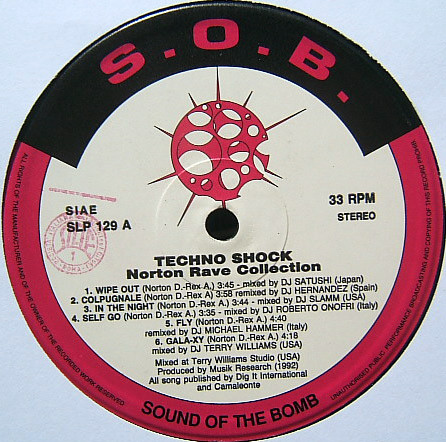 S.O.B.
SIAE
SLP 129 A
33 RPM
STEREO
TECHNO SHOCK
Norton Rave Collection
1. WIPE OUT (Norton D.-Rex A.) 3:45 - mixed by DJ SATUSHI (Japan)
2. COLPUGNALE (Norton D.-Rex A.) 3:58 remixed by DJ HERNANDEZ (Spain)
3. IN THE NIGHT (Norton D.-Rex A.) 3:44 - mixed by DJ SLAMM (USA)
4. SELF GO (Norton D.-Rex A.) 3:35 - mixed by DJ ROBERTO ONOFRI (Italy)
5. FLY (Norton D.-Rex A.) 4:40
remixed by DJ MICHAEL HAMMER (Italy)
6. GALA-XY (Norton D.-Rex A.) 4:18
mixed by DJ TERRY WILLIAMS (USA)
Mixed at Terry Williams Studio (USA)
Produced by Musik Research (1992)
All song published by Dig It International
and Camaleonte
ALL RIGHTS OF THE MANUFACTURER AND OF THE OWNER OF THE RECORDED WORK RESERVED
SOUND OF THE BOMB
UNAUTHORISED PUBLIC PERFORMANCE BROADCASTING AND COPYING OF THIS RECORD PROHIBITED